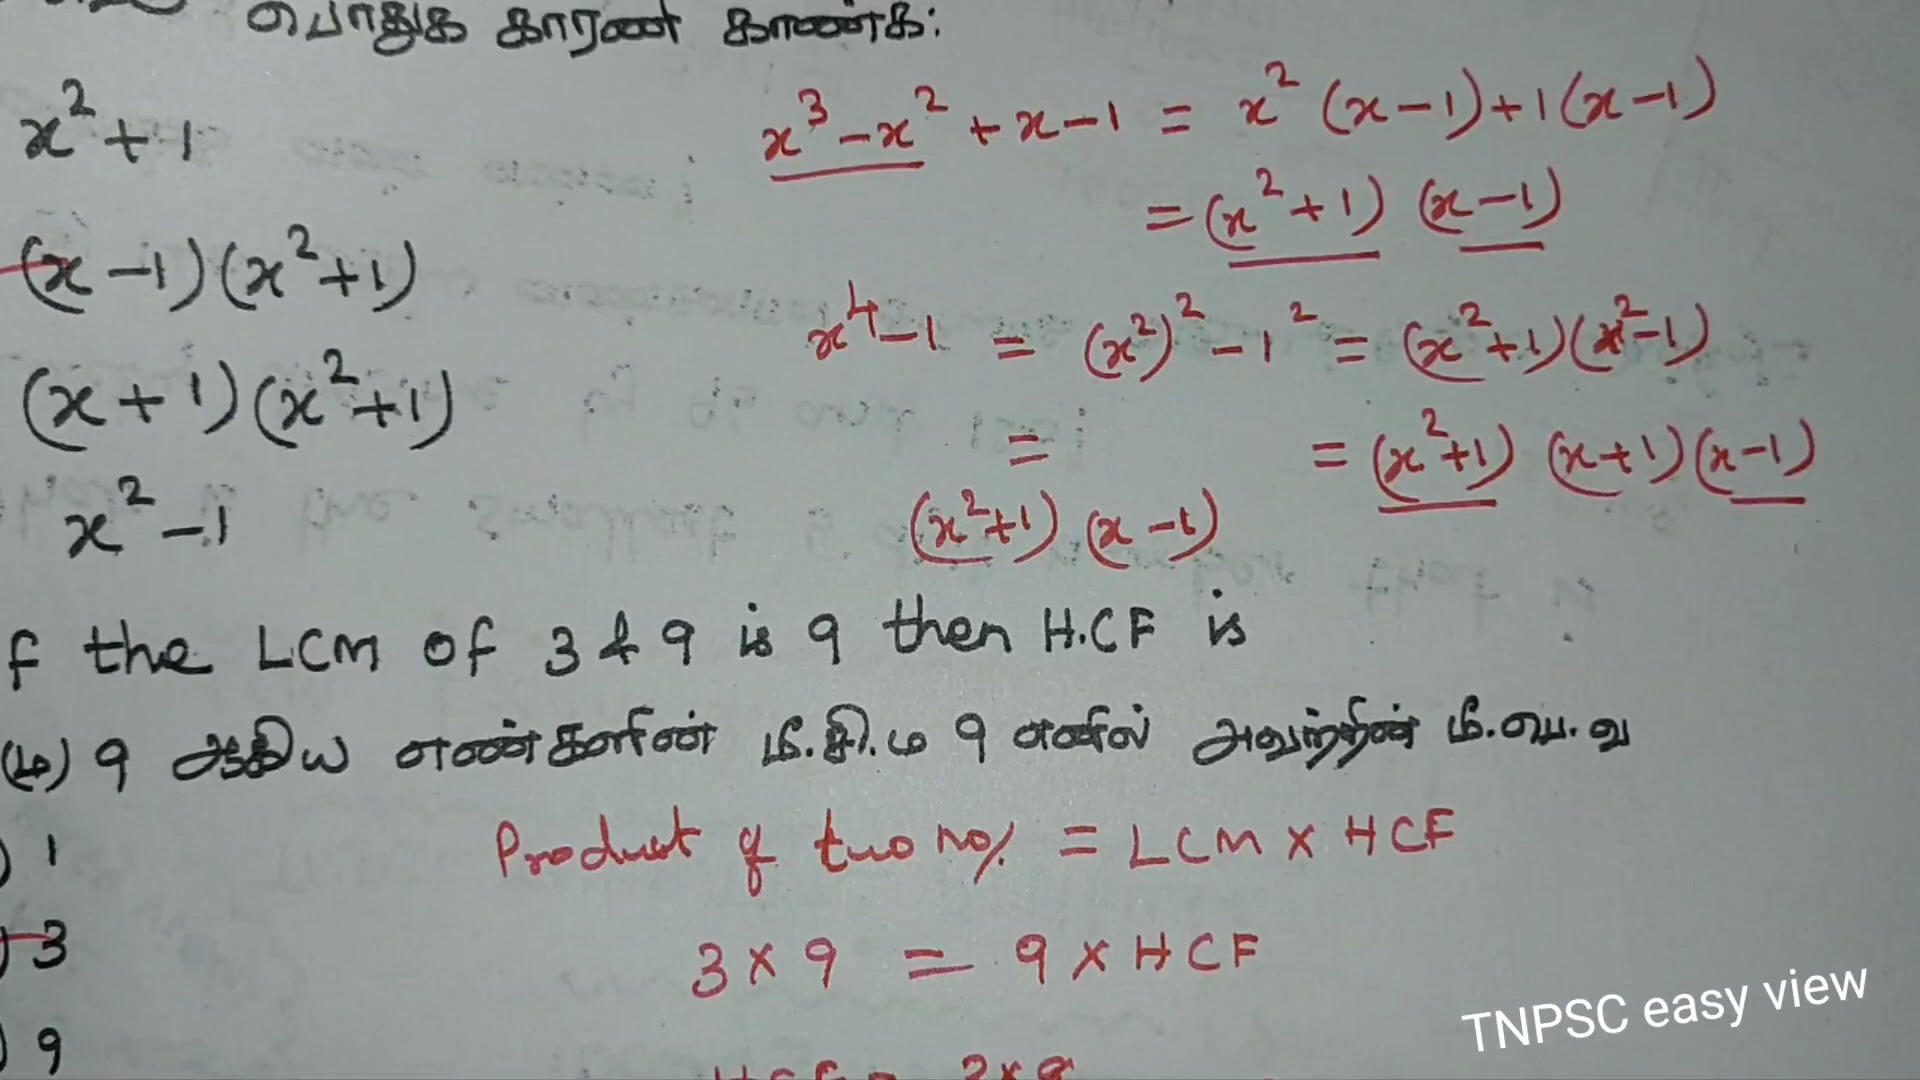 பொதுக காரணி காண்க:
x² + 1
x³ - x² + x - 1 = x² (x - 1) + 1 (x - 1)
= (x² + 1) (x - 1)
(x - 1) (x² + 1)
x⁴ - 1 = (x²)² - 1² = (x² + 1) (x² - 1)
(x + 1) (x² + 1)
= = (x² + 1) (x + 1) (x - 1)
x² - 1
(x² + 1) (x - 1)
f the LCM of 3 & 9 is 9 then H.CF is
(ம) 9 ஆகிய எண்களின் மீ.சி.ம 9 எனில் அவற்றின் மீ.பெ.வ
) 1
Product of two no/. = LCM × HCF
) 3
3 × 9 = 9 × HCF
) 9
TNPSC easy view